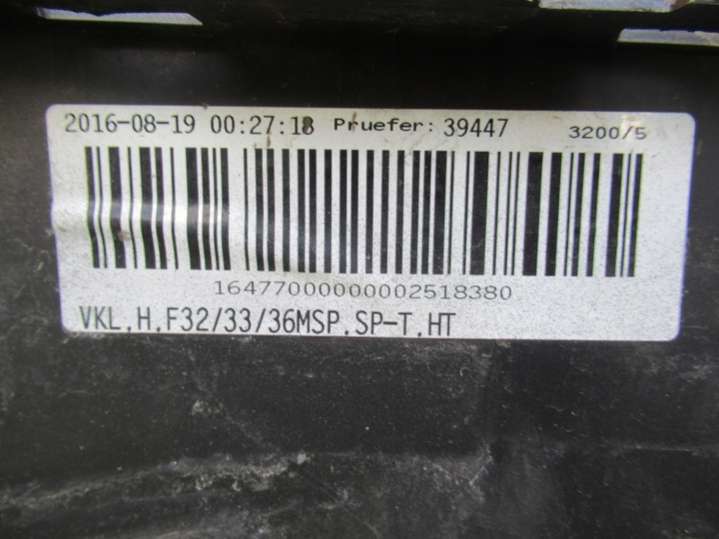 2016-08-19 00:27:18 Pruefer: 39447 3200/5
16477000000002518380
VKL,H,F32/33/36MSP,SP-T,HT